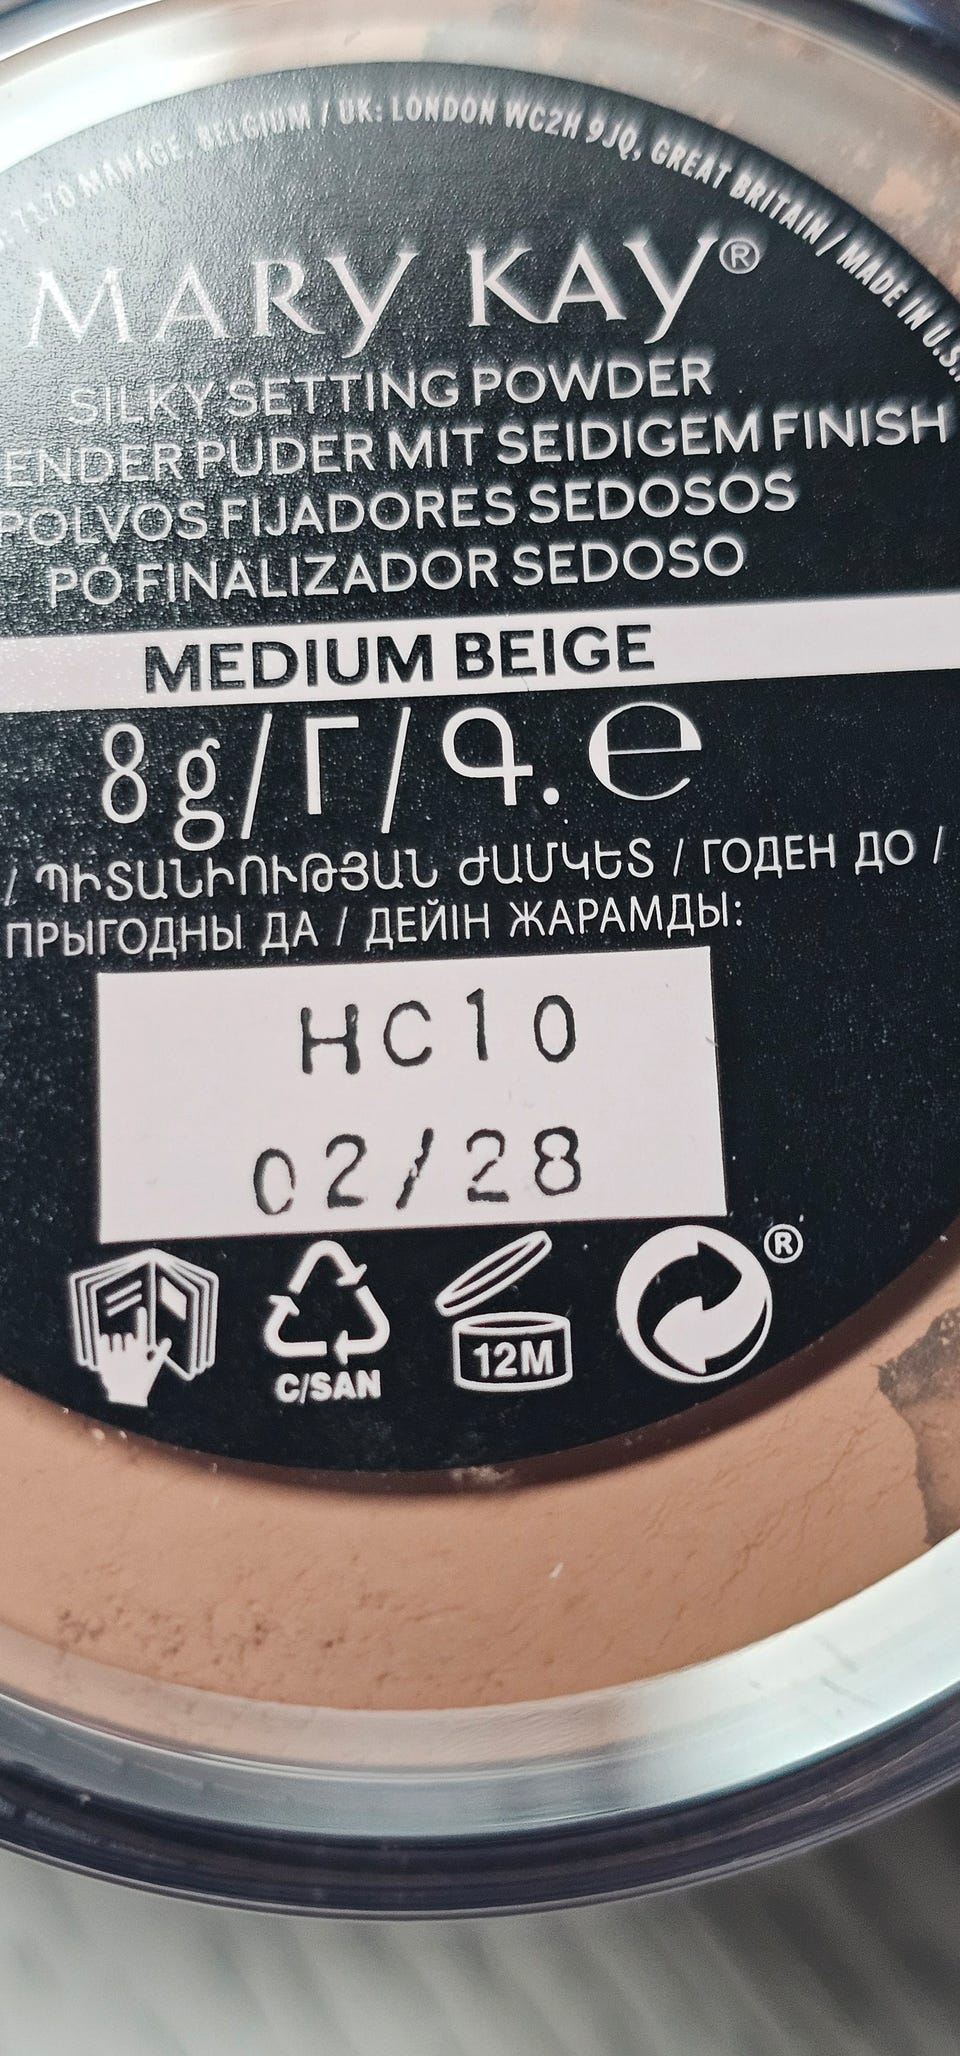 7170 MANAGE, BELGIUM / UK: LONDON WC2H 9JQ, GREAT BRITAIN / MADE IN U.S.
MARY KAY®
SILKY SETTING POWDER
ENDER PUDER MIT SEIDIGEM FINISH
POLVOS FIJADORES SEDOSOS
PÓ FINALIZADOR SEDOSO
MEDIUM BEIGE
8 g/Г/Գ. ℮
/ ՊԻՏԱՆԻՈՒԹՅԱՆ ԺԱՄԿԵՏ / ГОДЕН ДО /
ПРЫГОДНЫ ДА / ДЕЙІН ЖАРАМДЫ:
HC10
02/28
C/SAN
12M
®